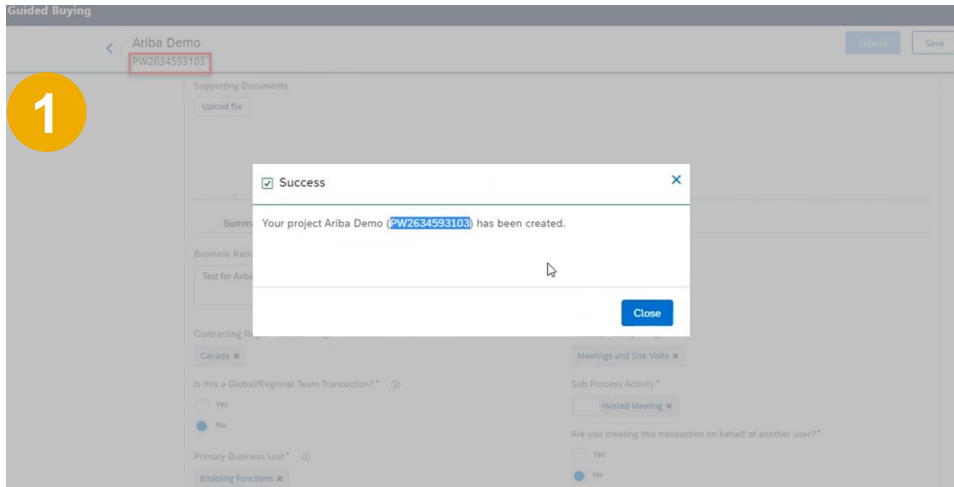 Guided Buying
Ariba Demo
PW2634593103
Submit
Save
1
Supporting Documents
Upload file
Success
Your project Ariba Demo (PW2634593103) has been created.
Close
Summ
Business Ratio
Test for Ariba
Contracting Re
Canada
Meetings and Site Visits
Is this a Global/Regional Team Transaction?*
Sub Process Activity*
Yes
Hosted Meeting
No
Are you creating this transaction on behalf of another user?*
Yes
Primary Business Unit*
No
Enabling Functions